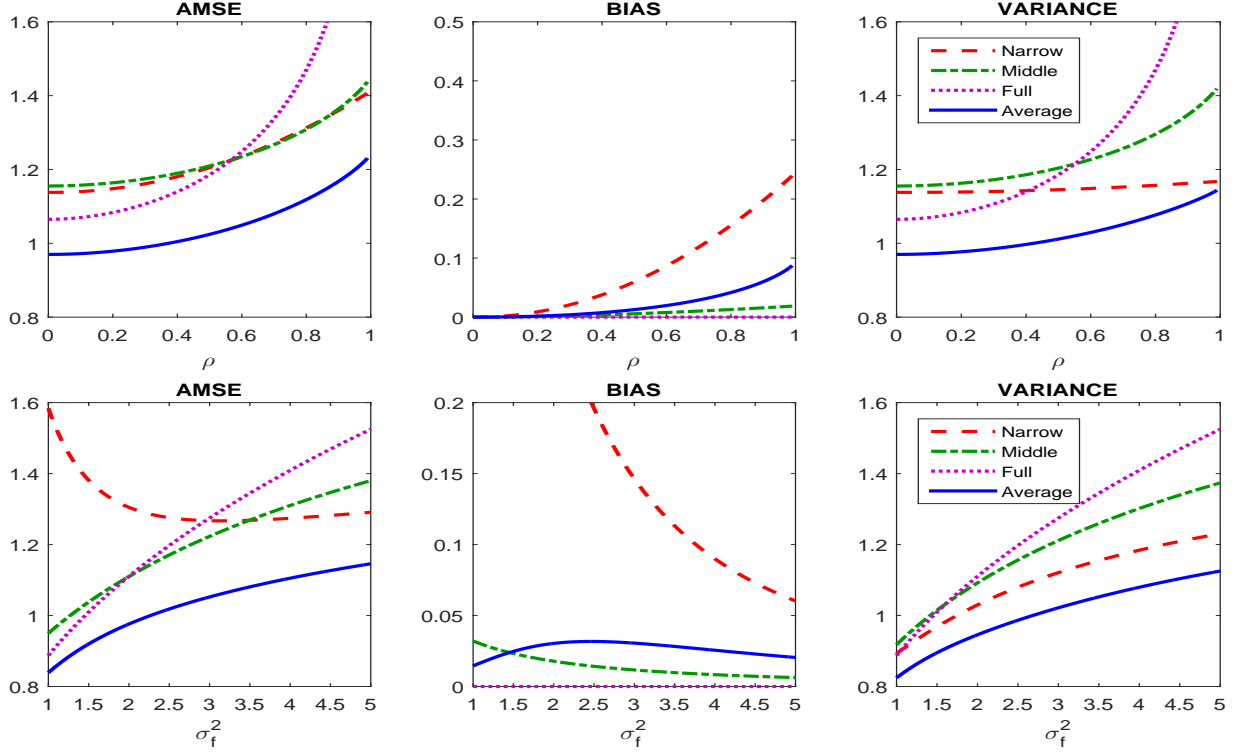 AMSE
1.6
1.4
1.2
1
0.8
0 0.2 0.4 0.6 0.8 1
ρ
BIAS
0.5
0.4
0.3
0.2
0.1
0
0 0.2 0.4 0.6 0.8 1
ρ
VARIANCE
1.6
1.4
1.2
1
0.8
Narrow
Middle
Full
Average
0 0.2 0.4 0.6 0.8 1
ρ
AMSE
1.6
1.4
1.2
1
0.8
1 1.5 2 2.5 3 3.5 4 4.5 5
σ_f^2
BIAS
0.2
0.15
0.1
0.05
0
1 1.5 2 2.5 3 3.5 4 4.5 5
σ_f^2
VARIANCE
1.6
1.4
1.2
1
0.8
Narrow
Middle
Full
Average
1 1.5 2 2.5 3 3.5 4 4.5 5
σ_f^2